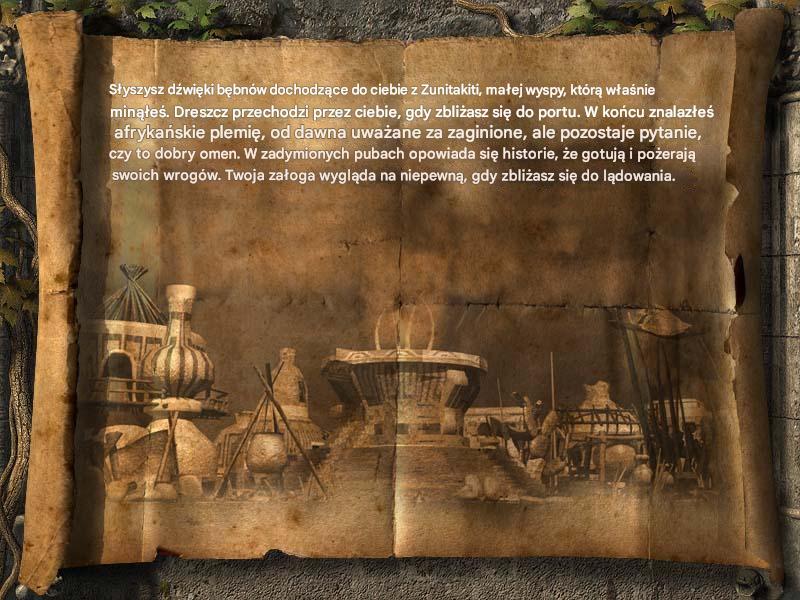 Słyszysz dźwięki bębnów dochodzące do ciebie z Zunitakiti, małej wyspy, którą właśnie
minąłeś. Dreszcz przechodzi przez ciebie, gdy zbliżasz się do portu. W końcu znalazłeś
afrykańskie plemię, od dawna uważane za zaginione, ale pozostaje pytanie,
czy to dobry omen. W zadymionych pubach opowiada się historie, że gotują i pożerają
swoich wrogów. Twoja załoga wygląda na niepewną, gdy zbliżasz się do lądowania.